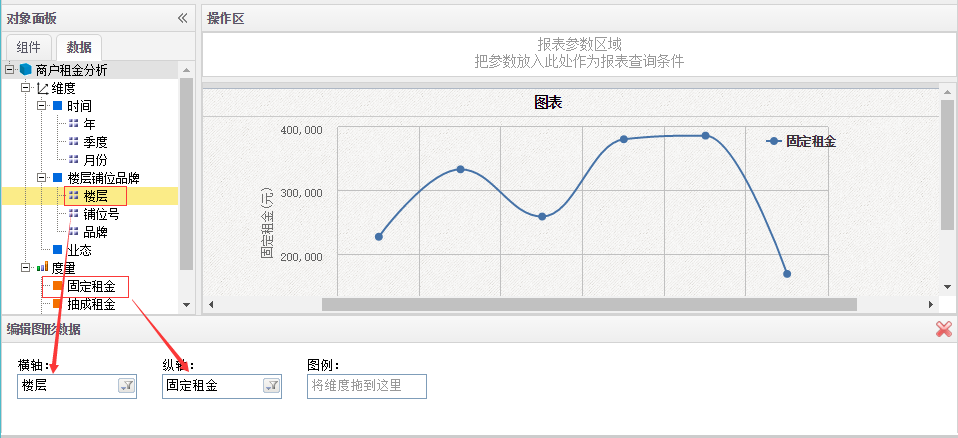 对象面板
组件 数据
商户租金分析
维度
时间
年
季度
月份
楼层铺位品牌
楼层
铺位号
品牌
业态
度量
固定租金
抽成租金
操作区
报表参数区域
把参数放入此处作为报表查询条件
图表
400,000
300,000
200,000
固定租金(元)
固定租金
编辑图形数据
横轴: 纵轴: 图例:
楼层 固定租金 将维度拖到这里